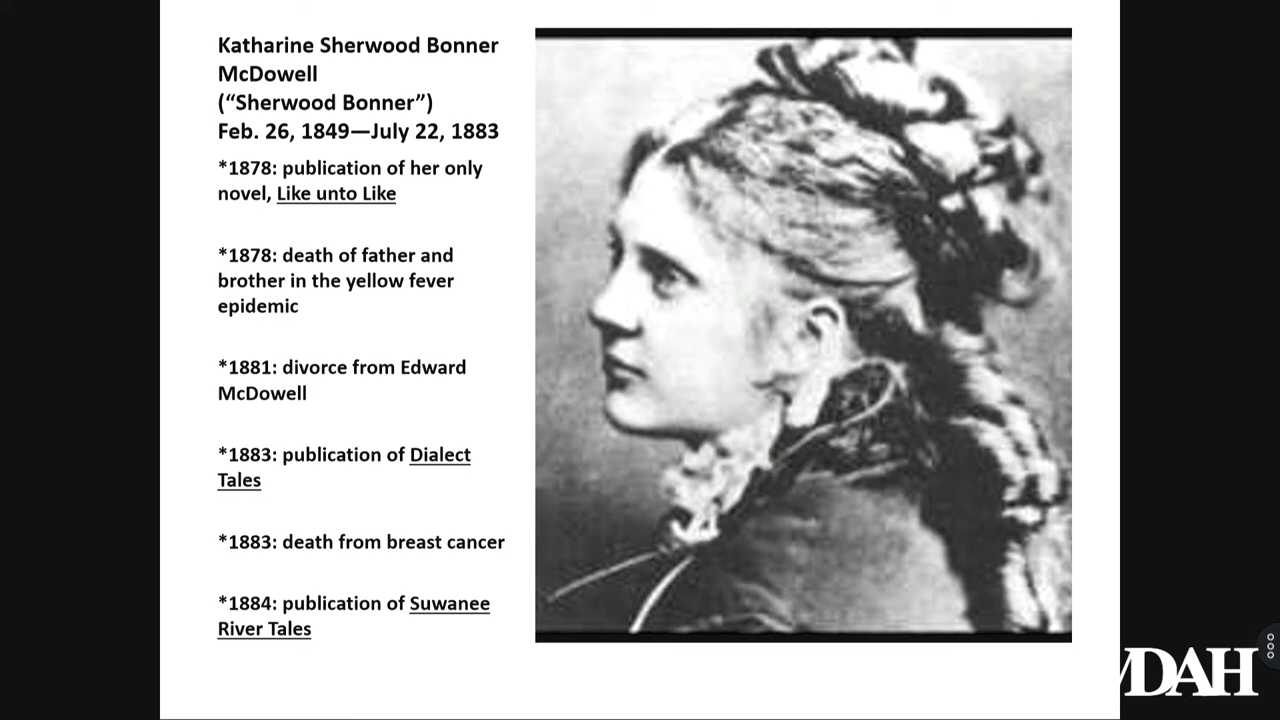 Katharine Sherwood Bonner
McDowell
(“Sherwood Bonner”)
Feb. 26, 1849—July 22, 1883
*1878: publication of her only
novel, Like unto Like
*1878: death of father and
brother in the yellow fever
epidemic
*1881: divorce from Edward
McDowell
*1883: publication of Dialect
Tales
*1883: death from breast cancer
*1884: publication of Suwanee
River Tales
DAH